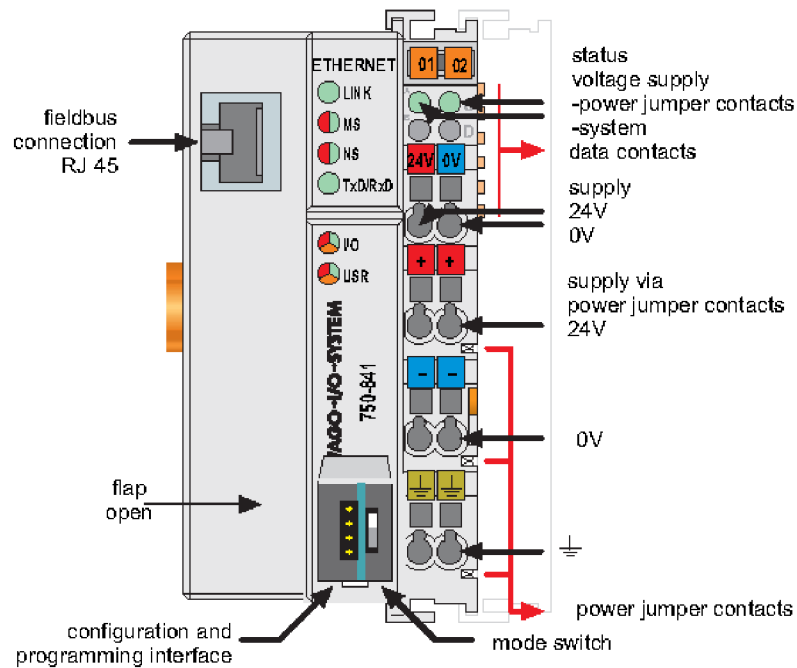 ETHERNET
LINK
MS
NS
TxD/RxD
I/O
USR
WAGO-I/O-SYSTEM
750-841
01 02
A
B
D
24V 0V
+ +
- -
fieldbus
connection
RJ 45
flap
open
configuration and
programming interface
status
voltage supply
-power jumper contacts
-system
data contacts
supply
24V
0V
supply via
power jumper contacts
24V
0V
power jumper contacts
mode switch